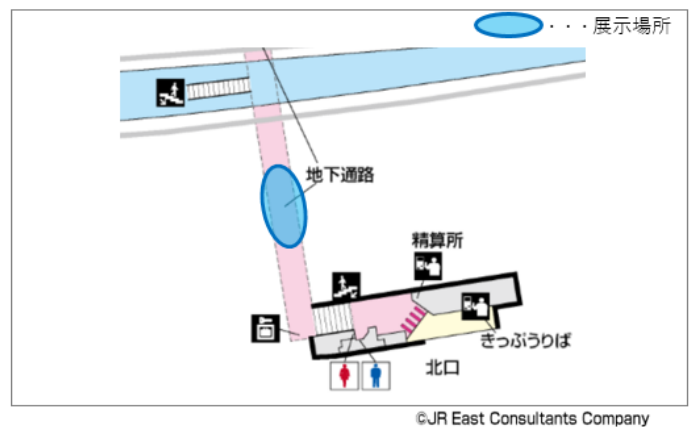 ・・・展示場所
地下通路
精算所
きっぷうりば
北口
©JR East Consultants Company